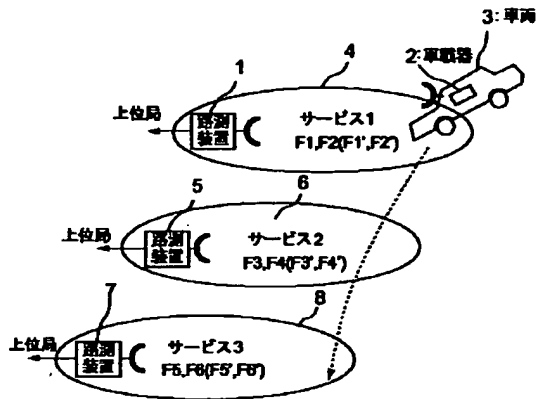 3:車両
4
2:車載器
1
上位局
路測
装置
サービス1
F1,F2(F1',F2')
5
6
上位局
路測
装置
サービス2
F3,F4(F3',F4')
7
8
上位局
路測
装置
サービス3
F5,F6(F5',F6')